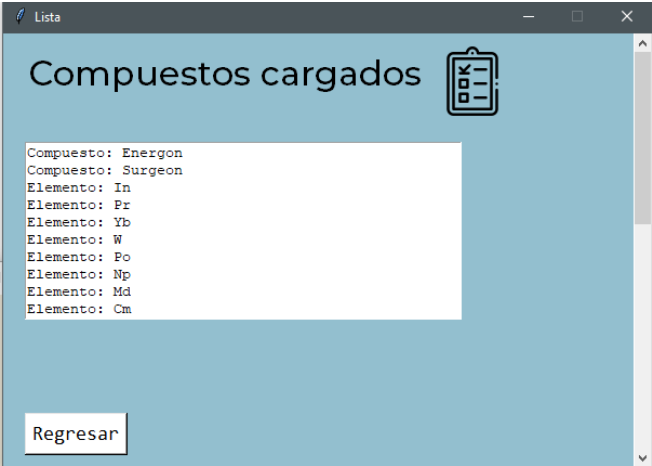 Lista
Compuestos cargados
Compuesto: Energon
Compuesto: Surgeon
Elemento: In
Elemento: Pr
Elemento: Yb
Elemento: W
Elemento: Po
Elemento: Np
Elemento: Md
Elemento: Cm
Regresar